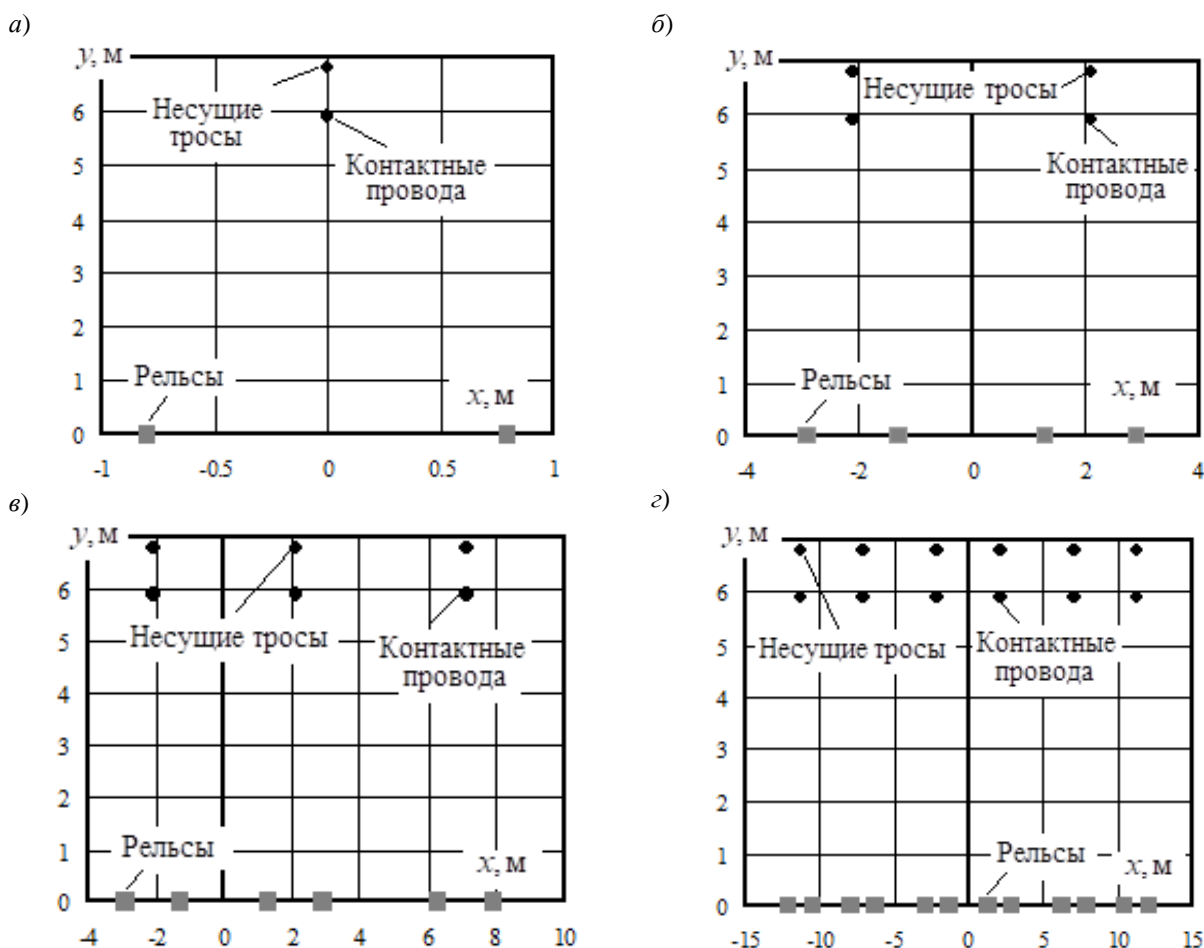 а)
y, м
Несущие
тросы
6
Контактные
провода
5
4
3
2
1
Рельсы
x, м
0
-1 -0.5 0 0.5 1
б)
y, м
Несущие тросы
6
Контактные
провода
5
4
3
2
1
Рельсы
x, м
0
-4 -2 0 2 4
в)
y, м
6
5
Несущие тросы
Контактные
провода
4
3
2
1
Рельсы
x, м
0
-4 -2 0 2 4 6 8 10
г)
y, м
6
5
Несущие тросы
Контактные
провода
4
3
2
1
Рельсы
x, м
0
-15 -10 -5 0 5 10 15